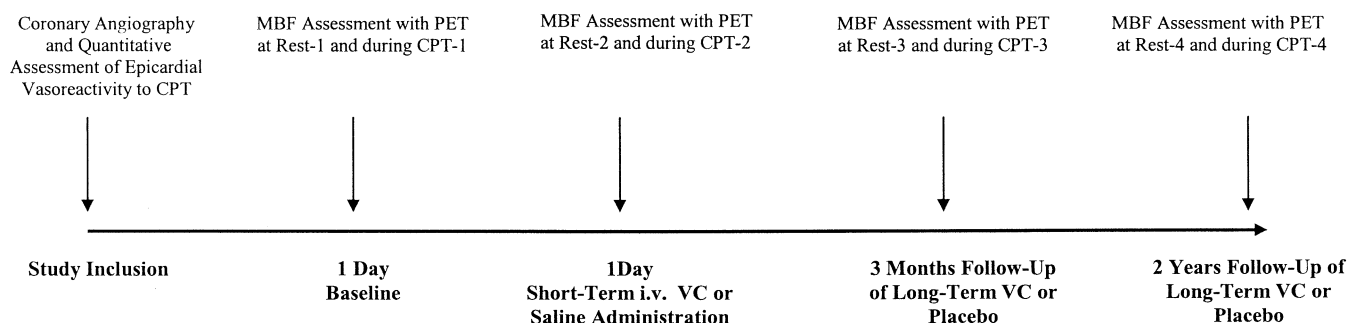 Coronary Angiography
and Quantitative
Assessment of Epicardial
Vasoreactivity to CPT
MBF Assessment with PET
at Rest-1 and during CPT-1
MBF Assessment with PET
at Rest-2 and during CPT-2
MBF Assessment with PET
at Rest-3 and during CPT-3
MBF Assessment with PET
at Rest-4 and during CPT-4
Study Inclusion
1 Day
Baseline
1Day
Short-Term i.v. VC or
Saline Administration
3 Months Follow-Up
of Long-Term VC or
Placebo
2 Years Follow-Up of
Long-Term VC or
Placebo